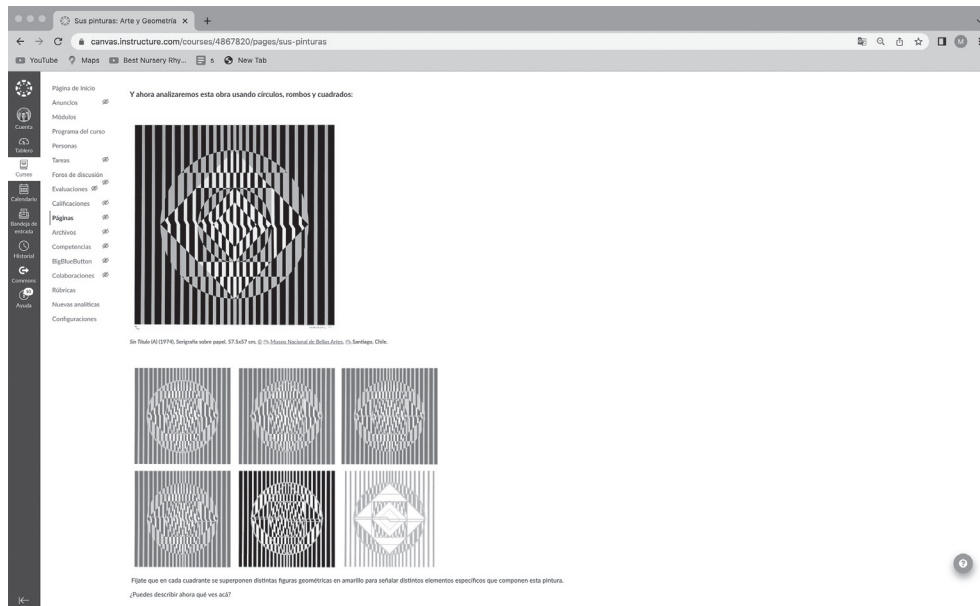 Sus pinturas: Arte y Geometría
canvas.instructure.com/courses/4867820/pages/sus-pinturas
M
YouTube
Maps
Best Nursery Rhy...
s
New Tab
Cuenta
Tablero
Cursos
Calendario
Bandeja de
entrada
Historial
Commons
10
Ayuda
Página de Inicio
Anuncios
Módulos
Programa del curso
Personas
Tareas
Foros de discusión
Evaluaciones
Calificaciones
Páginas
Archivos
Competencias
BigBlueButton
Colaboraciones
Rúbricas
Nuevas analíticas
Configuraciones
Y ahora analizaremos esta obra usando círculos, rombos y cuadrados:
Sin Título (A) (1974), Serigrafía sobre papel, 57.5x57 cm, © Museo Nacional de Bellas Artes, Santiago, Chile.
Fíjate que en cada cuadrante se superponen distintas figuras geométricas en amarillo para señalar distintos elementos específicos que componen esta pintura.
¿Puedes describir ahora qué ves acá?